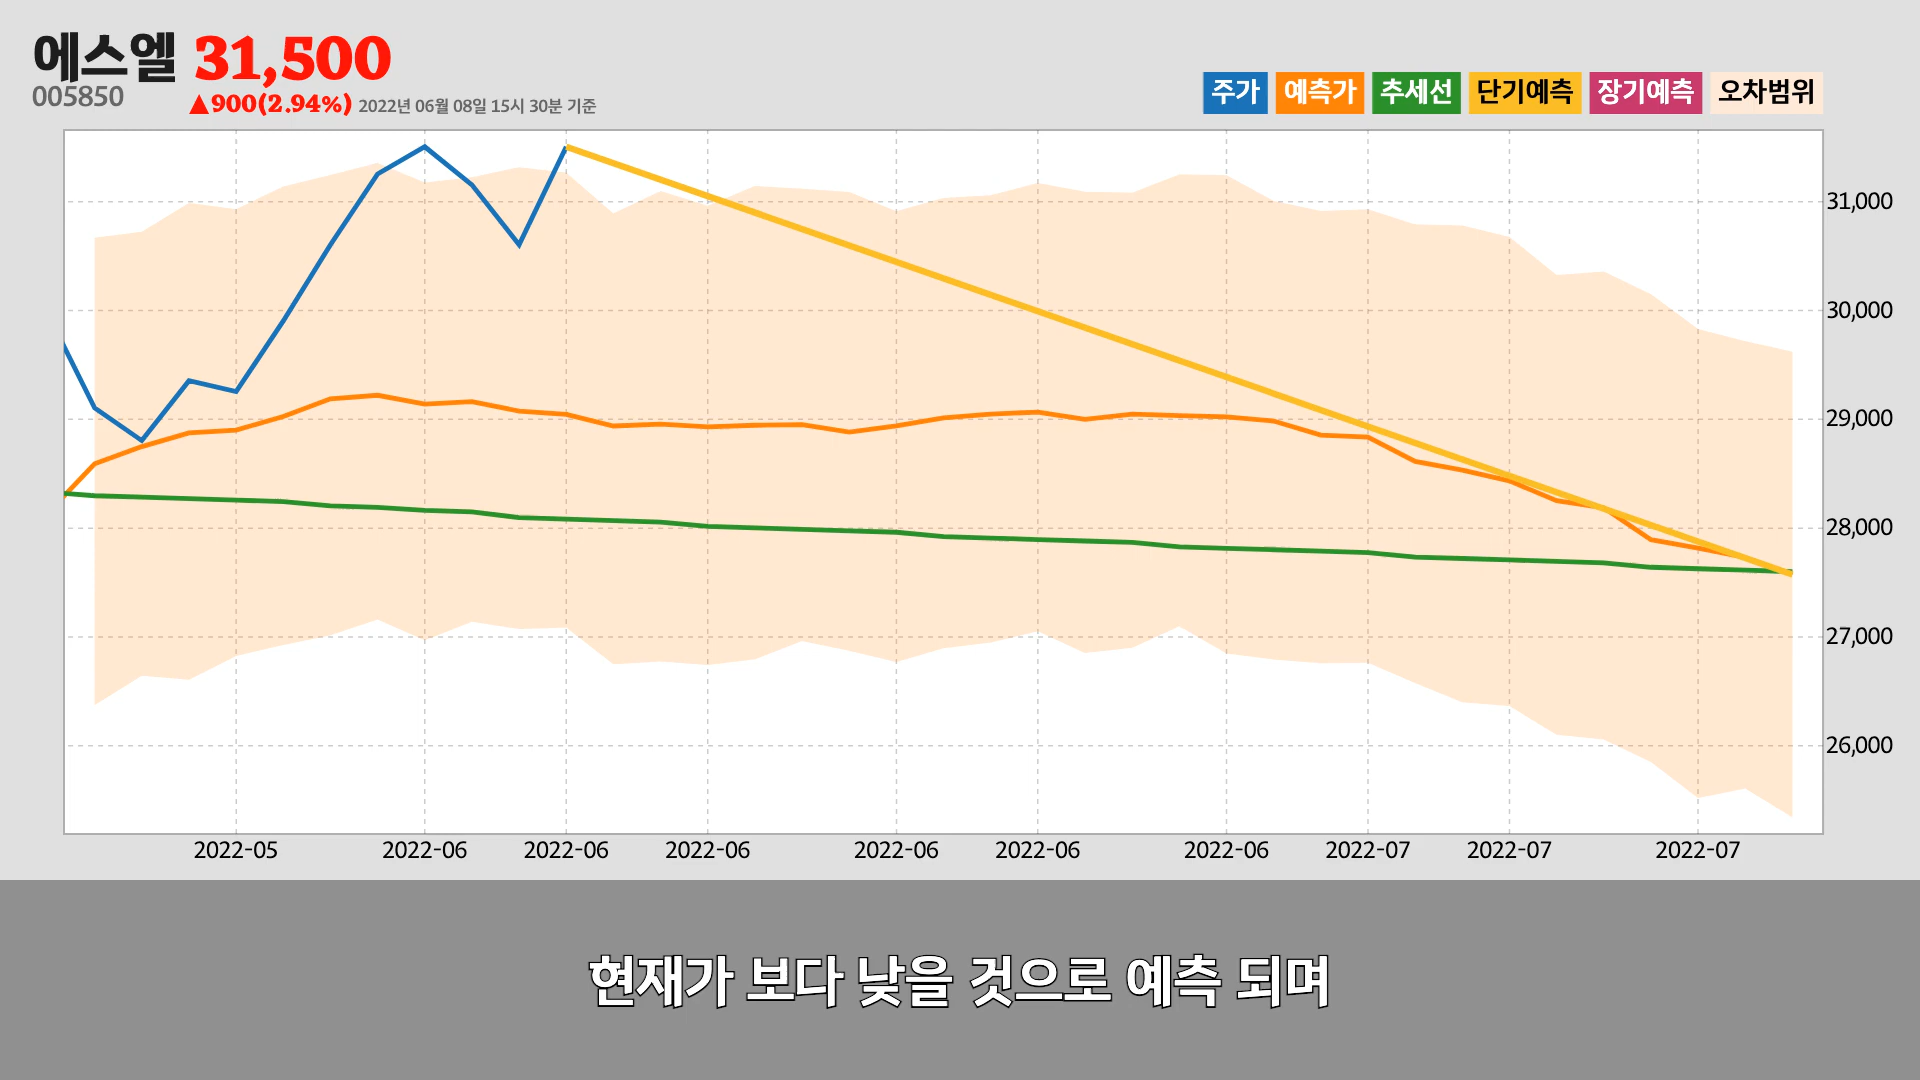 에스엘 31,500
005850
▲900(2.94%) 2022년 06월 08일 15시 30분 기준
주가 예측가 추세선 단기예측 장기예측 오차범위
31,000
30,000
29,000
28,000
27,000
26,000
2022-05 2022-06 2022-06 2022-06 2022-06 2022-06 2022-06 2022-07 2022-07 2022-07
현재가 보다 낮을 것으로 예측 되며